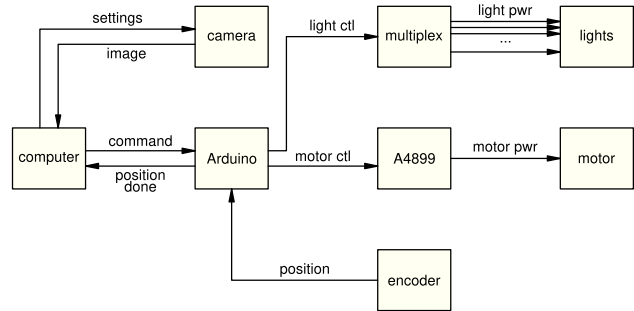 settings
camera
image
light ctl
multiplex
light pwr
...
lights
computer
command
position
done
Arduino
motor ctl
A4899
motor pwr
motor
position
encoder